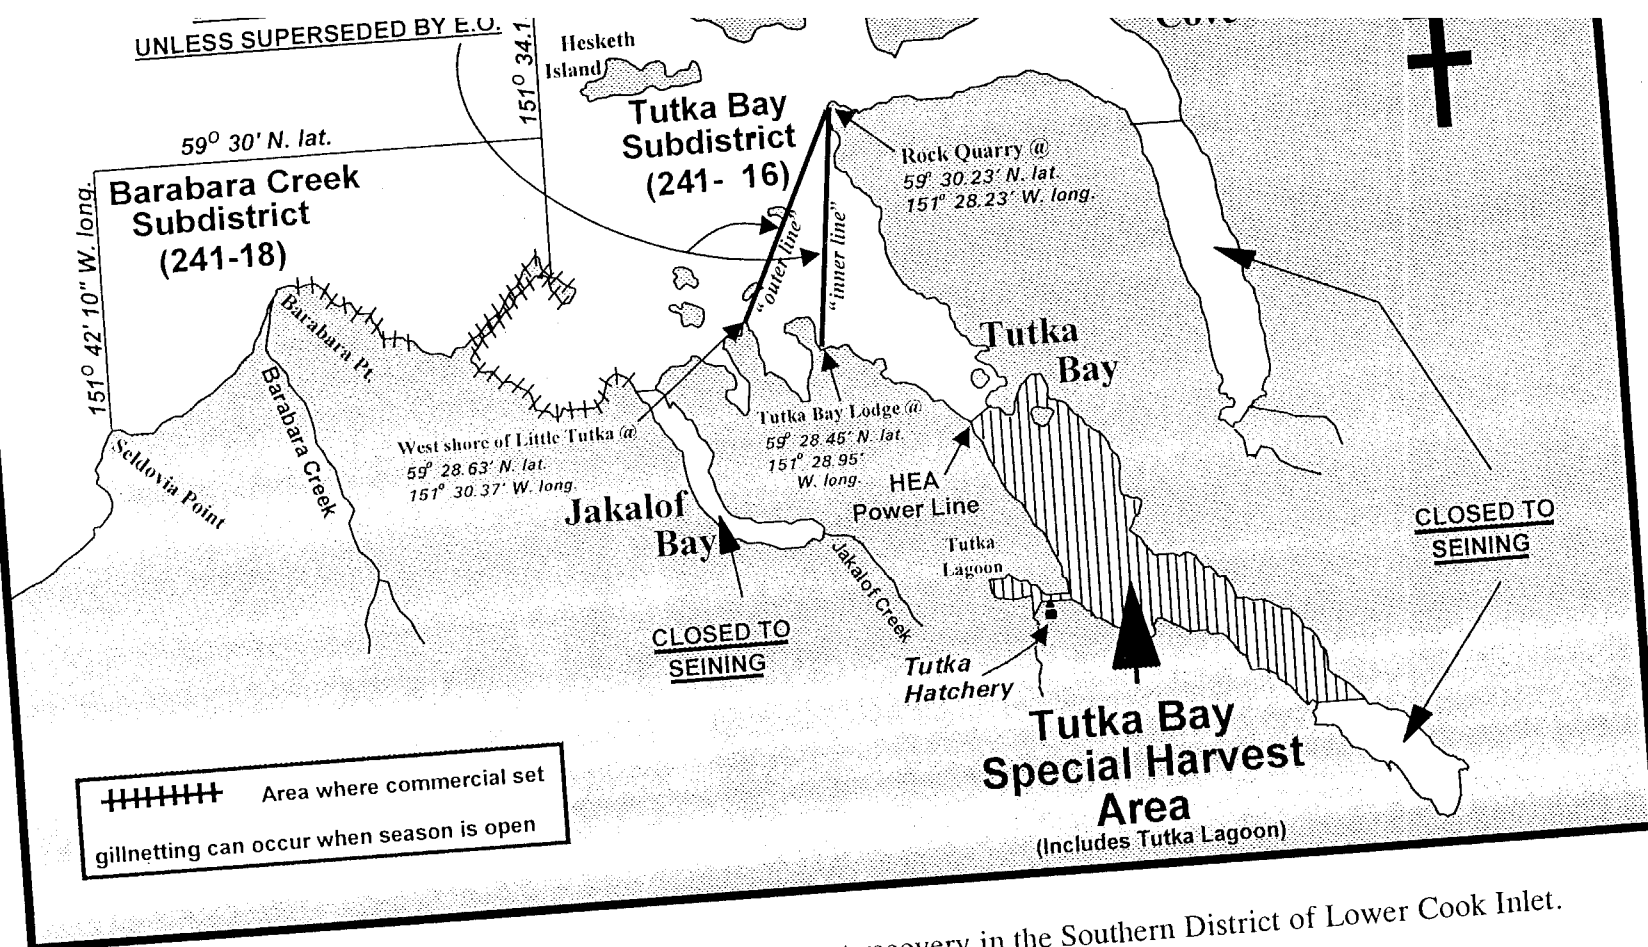 UNLESS SUPERSEDED BY E.O.
151° 34.1
Hesketh
Island
Cove
59° 30' N. lat.
151° 42' 10" W. long.
Barabara Creek
Subdistrict
(241-18)
Tutka Bay
Subdistrict
(241- 16)
Rock Quarry @
59° 30.23' N. lat.
151° 28.23' W. long.
"outer line"
"inner line"
Barabara Pt.
Barabara Creek
Seldovia Point
Tutka
Bay
West shore of Little Tutka @
59° 28.63' N. lat.
151° 30.37' W. long.
Tutka Bay Lodge @
59° 28.45' N. lat.
151° 28.95'
W. long.
HEA
Power Line
Jakalof
Bay
Jakalof Creek
Tutka
Lagoon
CLOSED TO
SEINING
CLOSED TO
SEINING
Tutka
Hatchery
Tutka Bay
Special Harvest
Area
(Includes Tutka Lagoon)
Area where commercial set
gillnetting can occur when season is open
in the Southern District of Lower Cook Inlet.